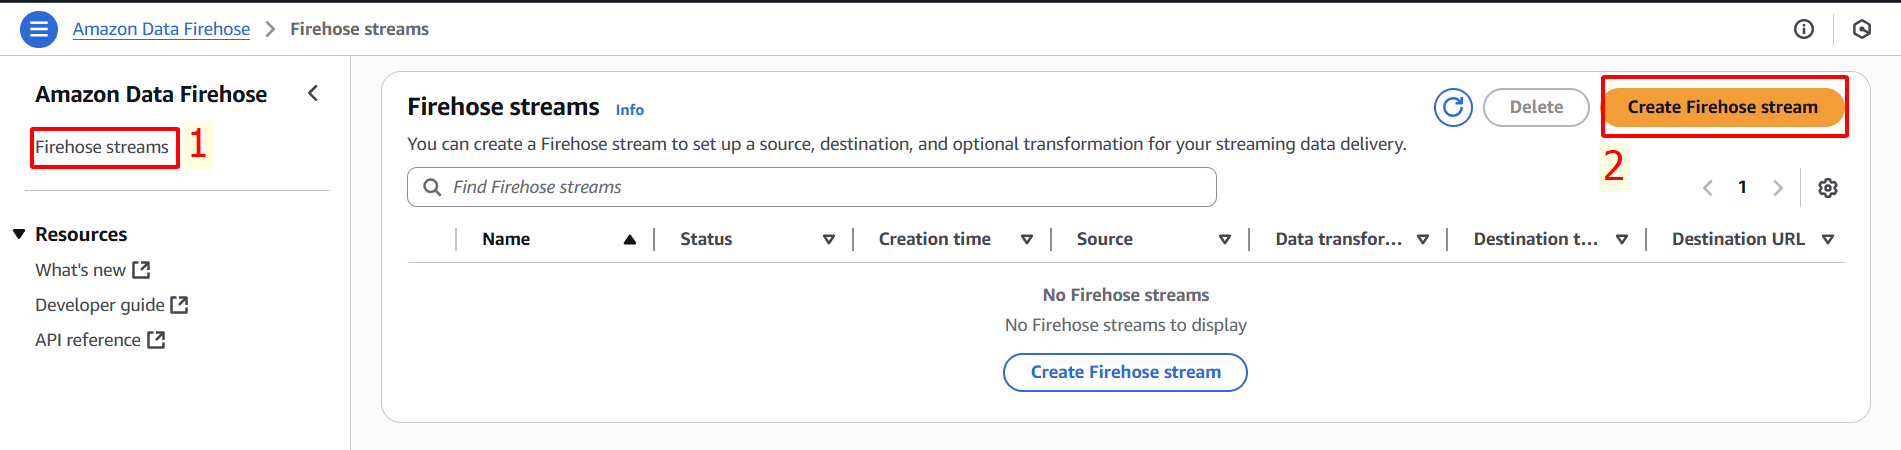 Amazon Data Firehose > Firehose streams
Amazon Data Firehose
Firehose streams 1
Resources
What's new
Developer guide
API reference
Firehose streams Info
Delete
Create Firehose stream
2
You can create a Firehose stream to set up a source, destination, and optional transformation for your streaming data delivery.
Find Firehose streams
1
Name Status Creation time Source Data transfor... Destination t... Destination URL
No Firehose streams
No Firehose streams to display
Create Firehose stream